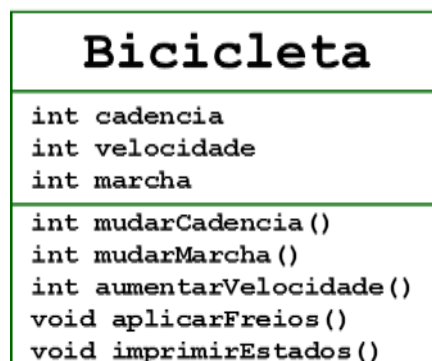 Bicicleta
int cadencia
int velocidade
int marcha
int mudarCadencia()
int mudarMarcha()
int aumentarVelocidade()
void aplicarFreios()
void imprimirEstados()